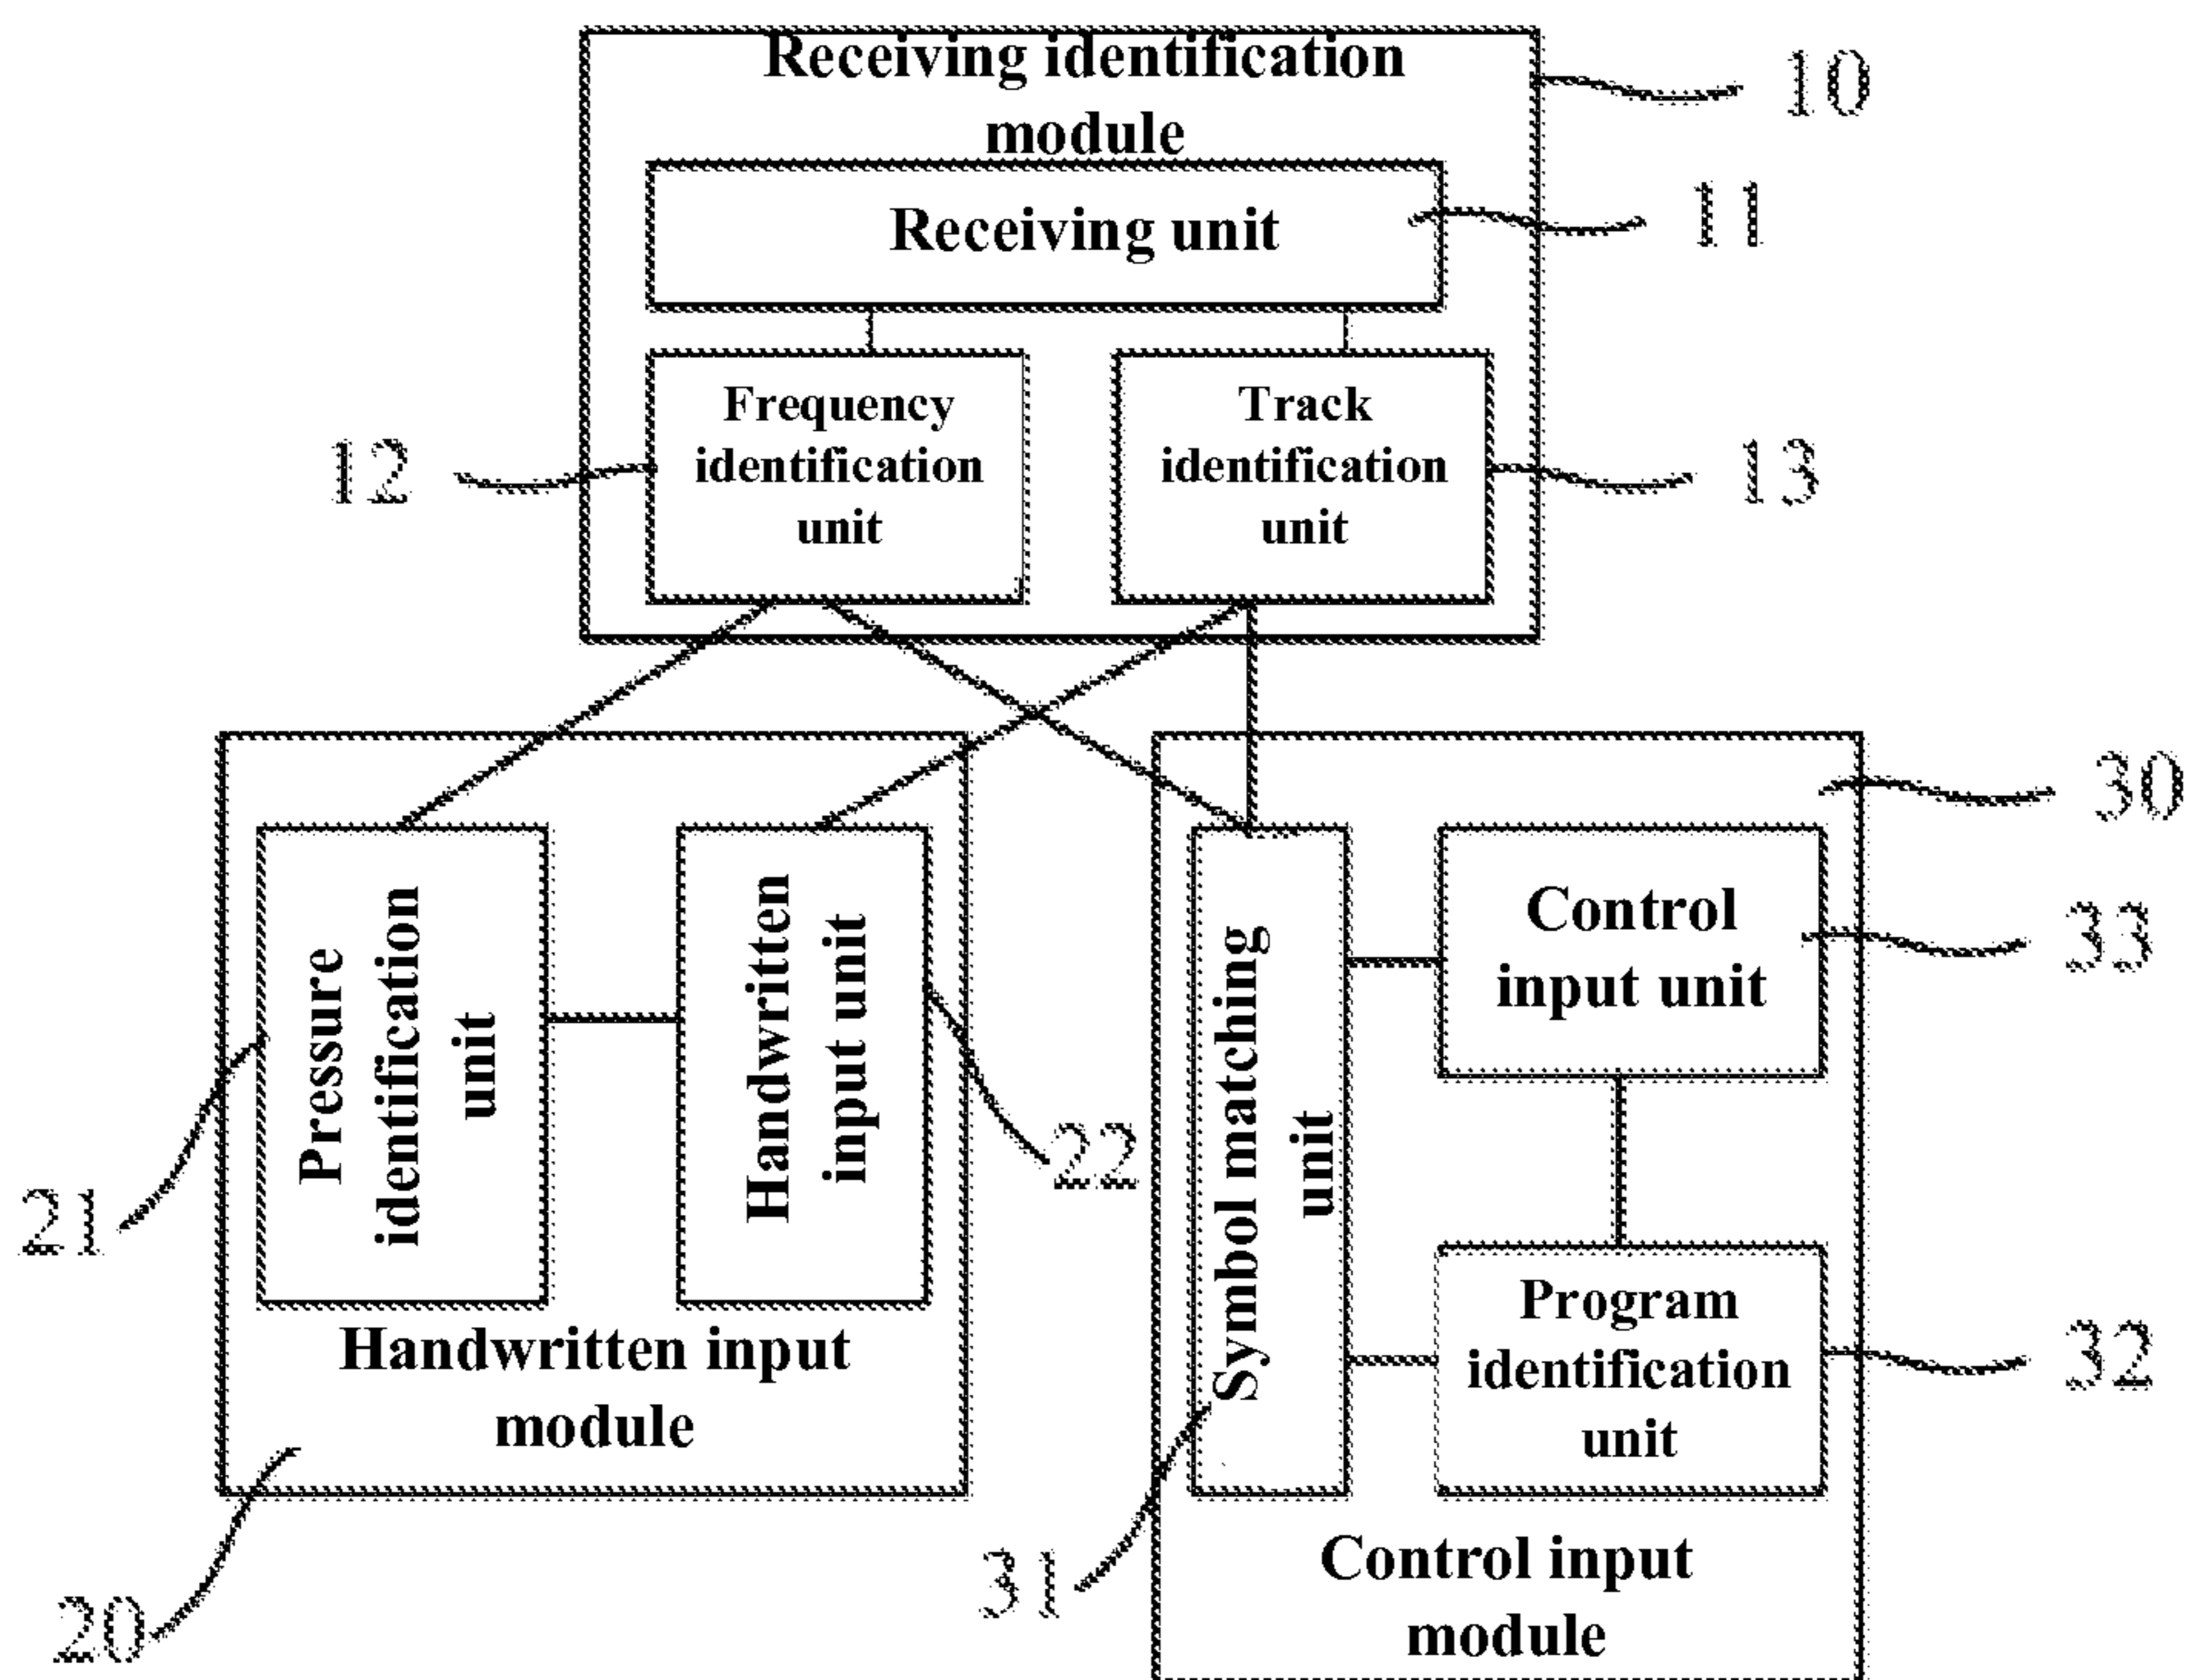 Receiving identification
module
10
Receiving unit
11
Frequency
identification
unit
12
Track
identification
unit
13
Pressure
identification
unit
21
Handwritten
input unit
22
Handwritten input
module
20
Symbol matching
unit
31
Control
input unit
33
30
Program
identification
unit
32
Control input
module